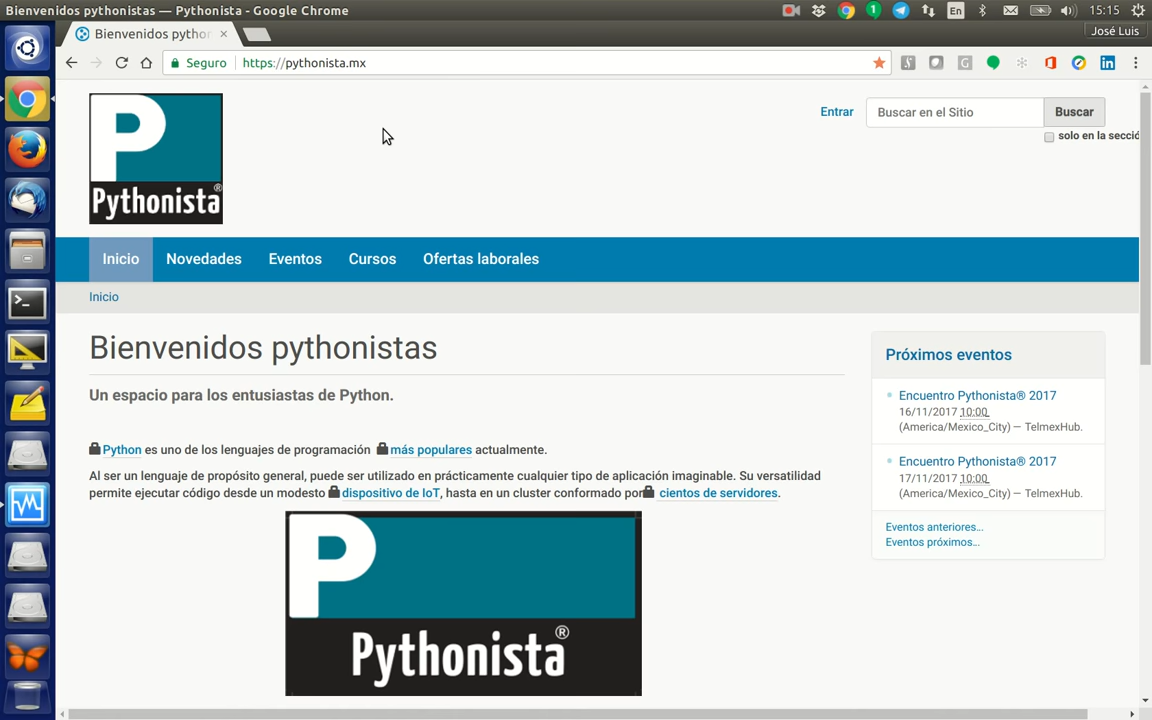 Bienvenidos pythonistas — Pythonista - Google Chrome
En
15:15
Bienvenidos python
José Luis
Seguro
https://pythonista.mx
P
Pythonista®
Entrar
Buscar en el Sitio
Buscar
solo en la secció
Inicio
Novedades
Eventos
Cursos
Ofertas laborales
Inicio
Bienvenidos pythonistas
Un espacio para los entusiastas de Python.
Python es uno de los lenguajes de programación más populares actualmente.
Al ser un lenguaje de propósito general, puede ser utilizado en prácticamente cualquier tipo de aplicación imaginable. Su versatilidad
permite ejecutar código desde un modesto dispositivo de IoT, hasta en un cluster conformado por cientos de servidores.
P
Pythonista®
Próximos eventos
Encuentro Pythonista® 2017
16/11/2017 10:00
(America/Mexico_City) — TelmexHub.
Encuentro Pythonista® 2017
17/11/2017 10:00
(America/Mexico_City) — TelmexHub.
Eventos anteriores...
Eventos próximos...